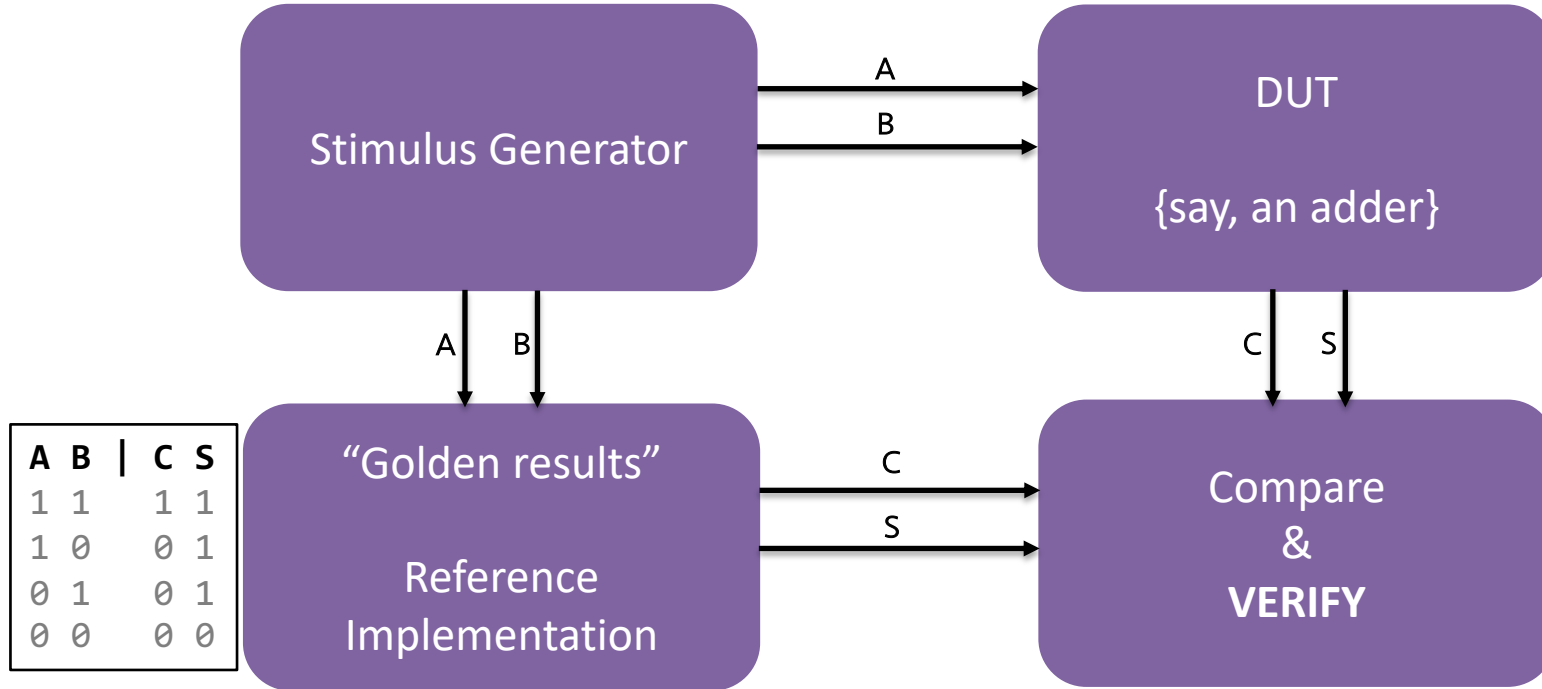 Stimulus Generator
A
B
DUT
{say, an adder}
A B
C S
A B | C S
1 1 1 1
1 0 0 1
0 1 0 1
0 0 0 0
“Golden results”
Reference
Implementation
C
S
Compare
&
VERIFY